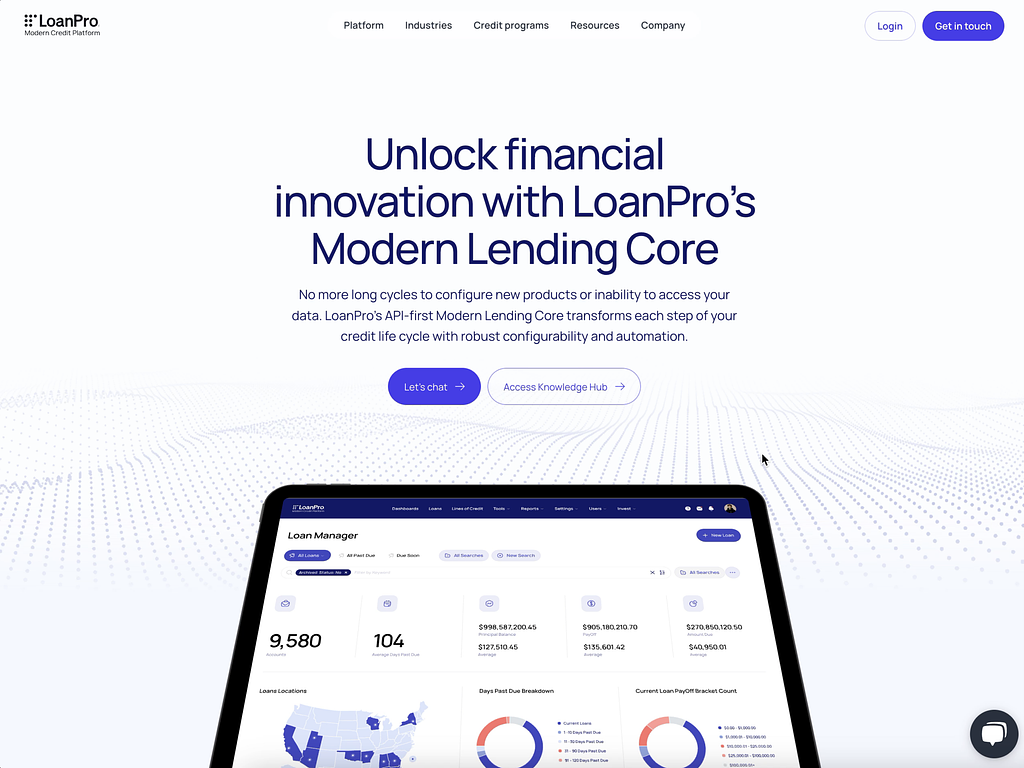 LoanPro
Modern Credit Platform
Platform Industries Credit programs Resources Company
Login
Get in touch
Unlock financial
innovation with LoanPro's
Modern Lending Core
No more long cycles to configure new products or inability to access your
data. LoanPro's API-first Modern Lending Core transforms each step of your
credit life cycle with robust configurability and automation.
Let's chat
Access Knowledge Hub
LoanPro
Dashboards Loans Lines of Credit Tools Reports Settings Users Invest
Loan Manager
+ New Loan
All Loans All Past Due Due Soon All Searches New Search
Archived Status: No
All Searches
9,580
Accounts
104
Average Days Past Due
$998,587,200.45
Principal Balance
$127,510.45
Average
$905,180,210.70
Payoff
$135,601.42
Average
$270,850,120.50
Amount Due
$40,950.01
Average
Loans Locations
Days Past Due Breakdown
Current Loans
1 - 10 Days Past Due
11 - 30 Days Past Due
31 - 90 Days Past Due
91 - 120 Days Past Due
Current Loan PayOff Bracket Count
$1,000.01 - $10,000.00
$10,000.01 - $25,000.00
$25,000.01 - $100,000.00